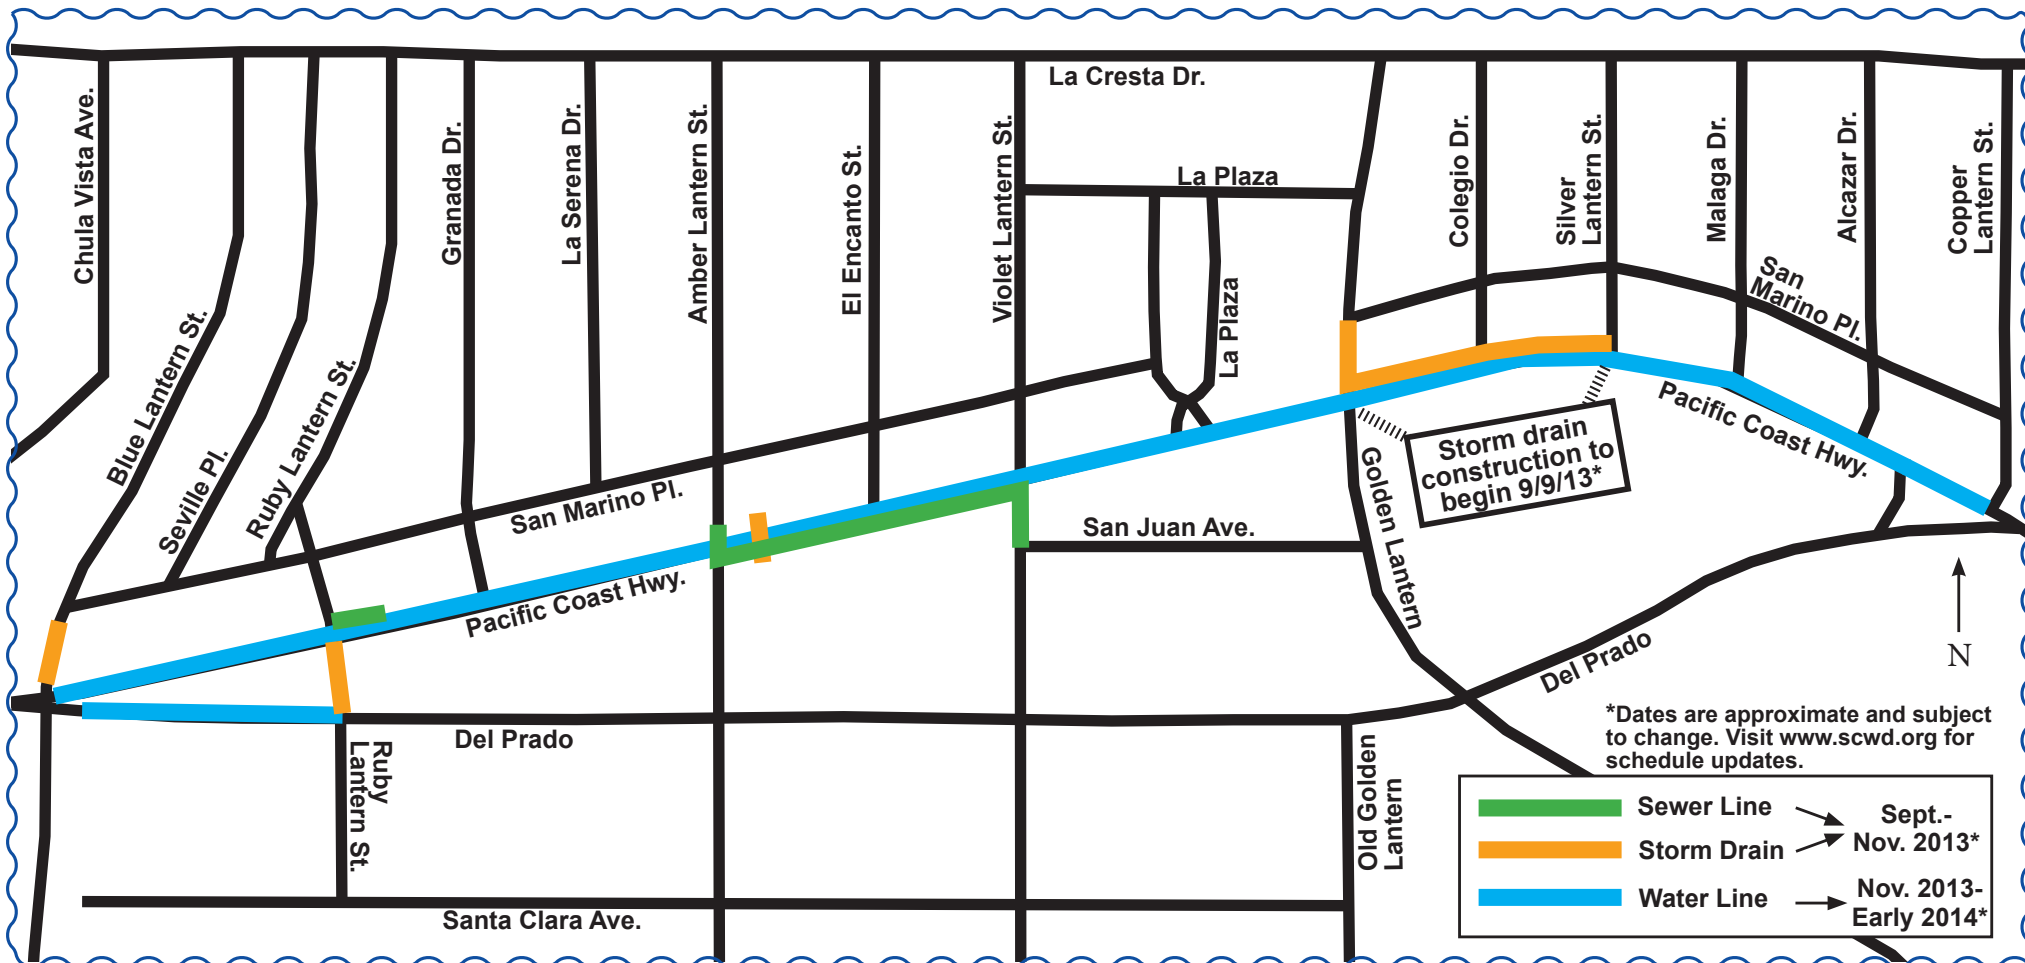 La Cresta Dr.
Chula Vista Ave.
Blue Lantern St.
Seville Pl.
Ruby Lantern St.
Granada Dr.
La Serena Dr.
Amber Lantern St.
El Encanto St.
Violet Lantern St.
La Plaza
La Plaza
Colegio Dr.
Silver
Lantern St.
Malaga Dr.
Alcazar Dr.
Copper
Lantern St.
San
Marino Pl.
San Marino Pl.
Pacific Coast Hwy.
Pacific Coast Hwy.
Storm drain
construction to
begin 9/9/13*
Golden Lantern
San Juan Ave.
Del Prado
N
Del Prado
Ruby
Lantern St.
Old Golden
Lantern
Santa Clara Ave.
*Dates are approximate and subject
to change. Visit www.scwd.org for
schedule updates.
Sewer Line
Storm Drain
Sept.-
Nov. 2013*
Water Line
Nov. 2013-
Early 2014*